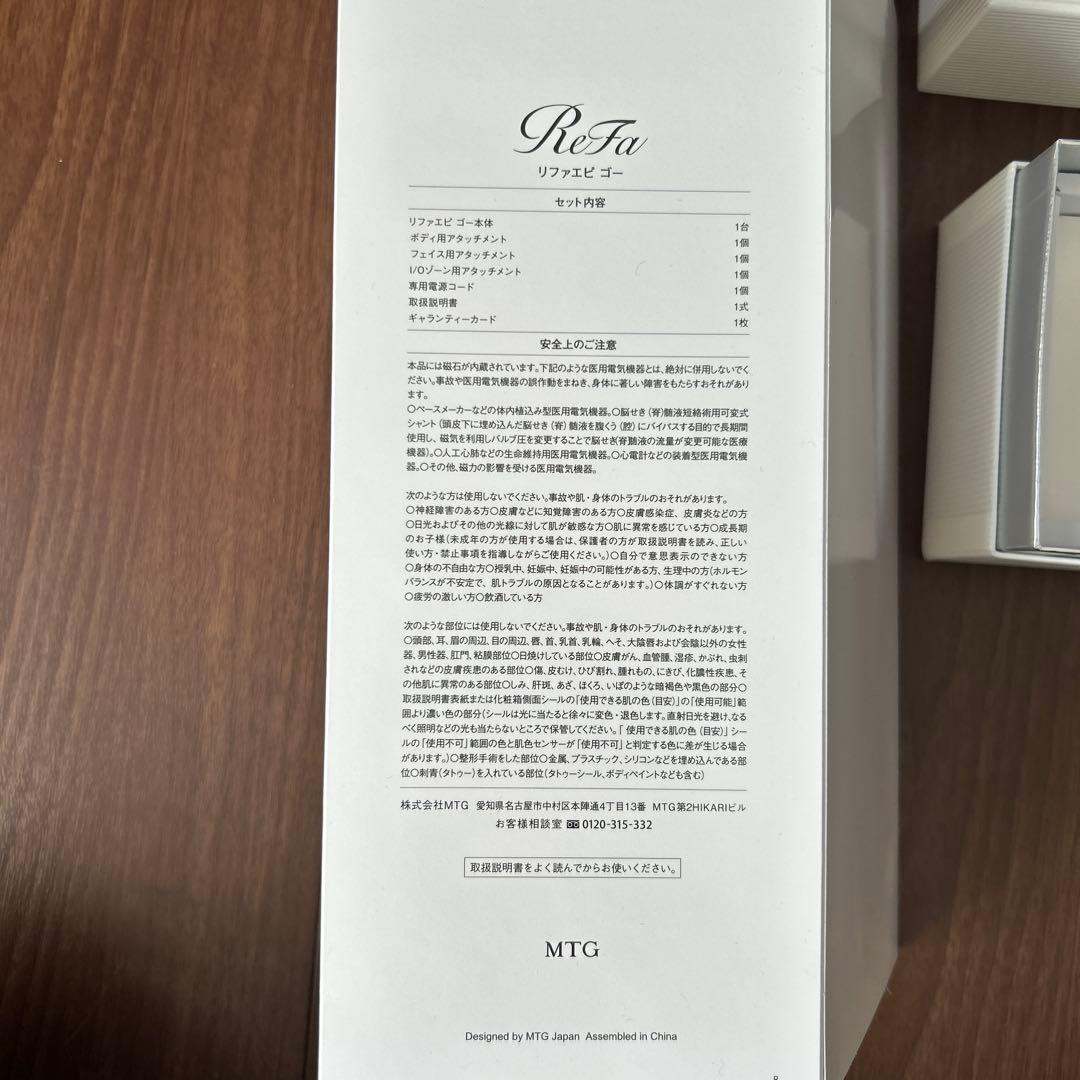 ReFa
リファエピ ゴー
セット内容
リファエピ ゴー本体 1台
ボディ用アタッチメント 1個
フェイス用アタッチメント 1個
I/Oゾーン用アタッチメント 1個
専用電源コード 1個
取扱説明書 1式
ギャランティーカード 1枚
安全上のご注意
本品には磁石が内蔵されています。下記のような医用電気機器とは、絶対に併用しないでく
ださい。事故や医用電気機器の誤作動をまねき、身体に著しい障害をもたらすおそれがあり
ます。
○ペースメーカーなどの体内植込み型医用電気機器。○脳せき（脊）髄液短絡術用可変式
シャント（頭皮下に埋め込んだ脳せき（脊）髄液を腹くう（腔）にバイパスする目的で長期間
使用し、磁気を利用しバルブ圧を変更することで脳せき（脊）髄液の流量が変更可能な医療
機器）。○人工心肺などの生命維持用医用電気機器。○心電計などの装着型医用電気機
器。○その他、磁力の影響を受ける医用電気機器。
次のような方は使用しないでください。事故や肌・身体のトラブルのおそれがあります。
○神経障害のある方○皮膚などに知覚障害のある方○皮膚感染症、皮膚炎などの方
○日光およびその他の光線に対して肌が敏感な方○肌に異常を感じている方○成長期
のお子様（未成年の方が使用する場合は、保護者の方が取扱説明書を読み、正しい
使い方・禁止事項を指導しながらご使用ください。）○自分で意思表示のできない方
○身体の不自由な方○授乳中、妊娠中、妊娠中の可能性がある方、生理中の方（ホルモン
バランスが不安定で、肌トラブルの原因となることがあります。）○体調がすぐれない方
○疲労の激しい方○飲酒している方
次のような部位には使用しないでください。事故や肌・身体のトラブルのおそれがあります。
○頭部、耳、眉の周辺、目の周辺、唇、首、乳首、乳輪、へそ、大陰唇および会陰以外の女性
器、男性器、肛門、粘膜部位○日焼けしている部位○皮膚がん、血管腫、湿疹、かぶれ、虫刺
されなどの皮膚疾患のある部位○傷、皮むけ、ひび割れ、腫れもの、にきび、化膿性疾患、そ
の他肌に異常のある部位○しみ、肝斑、あざ、ほくろ、いぼのような暗褐色や黒色の部分○
取扱説明書表紙または化粧箱側面シールの「使用できる肌の色（目安）」の「使用可能」範
囲より濃い色の部分（シールは光に当たると徐々に変色・退色します。直射日光を避け、なる
べく照明などの光も当たらないところで保管してください。「使用できる肌の色（目安）」シー
ルの「使用不可」範囲の色と肌色センサーが「使用不可」と判定する色に差が生じる場合
があります。）○整形手術をした部位○金属、プラスチック、シリコンなどを埋め込んである部
位○刺青（タトゥー）を入れている部位（タトゥーシール、ボディペイントなども含む）
株式会社MTG 愛知県名古屋市中村区本陣通4丁目13番 MTG第2HIKARIビル
お客様相談室 0120-315-332
取扱説明書をよく読んでからお使いください。
MTG
Designed by MTG Japan Assembled in China